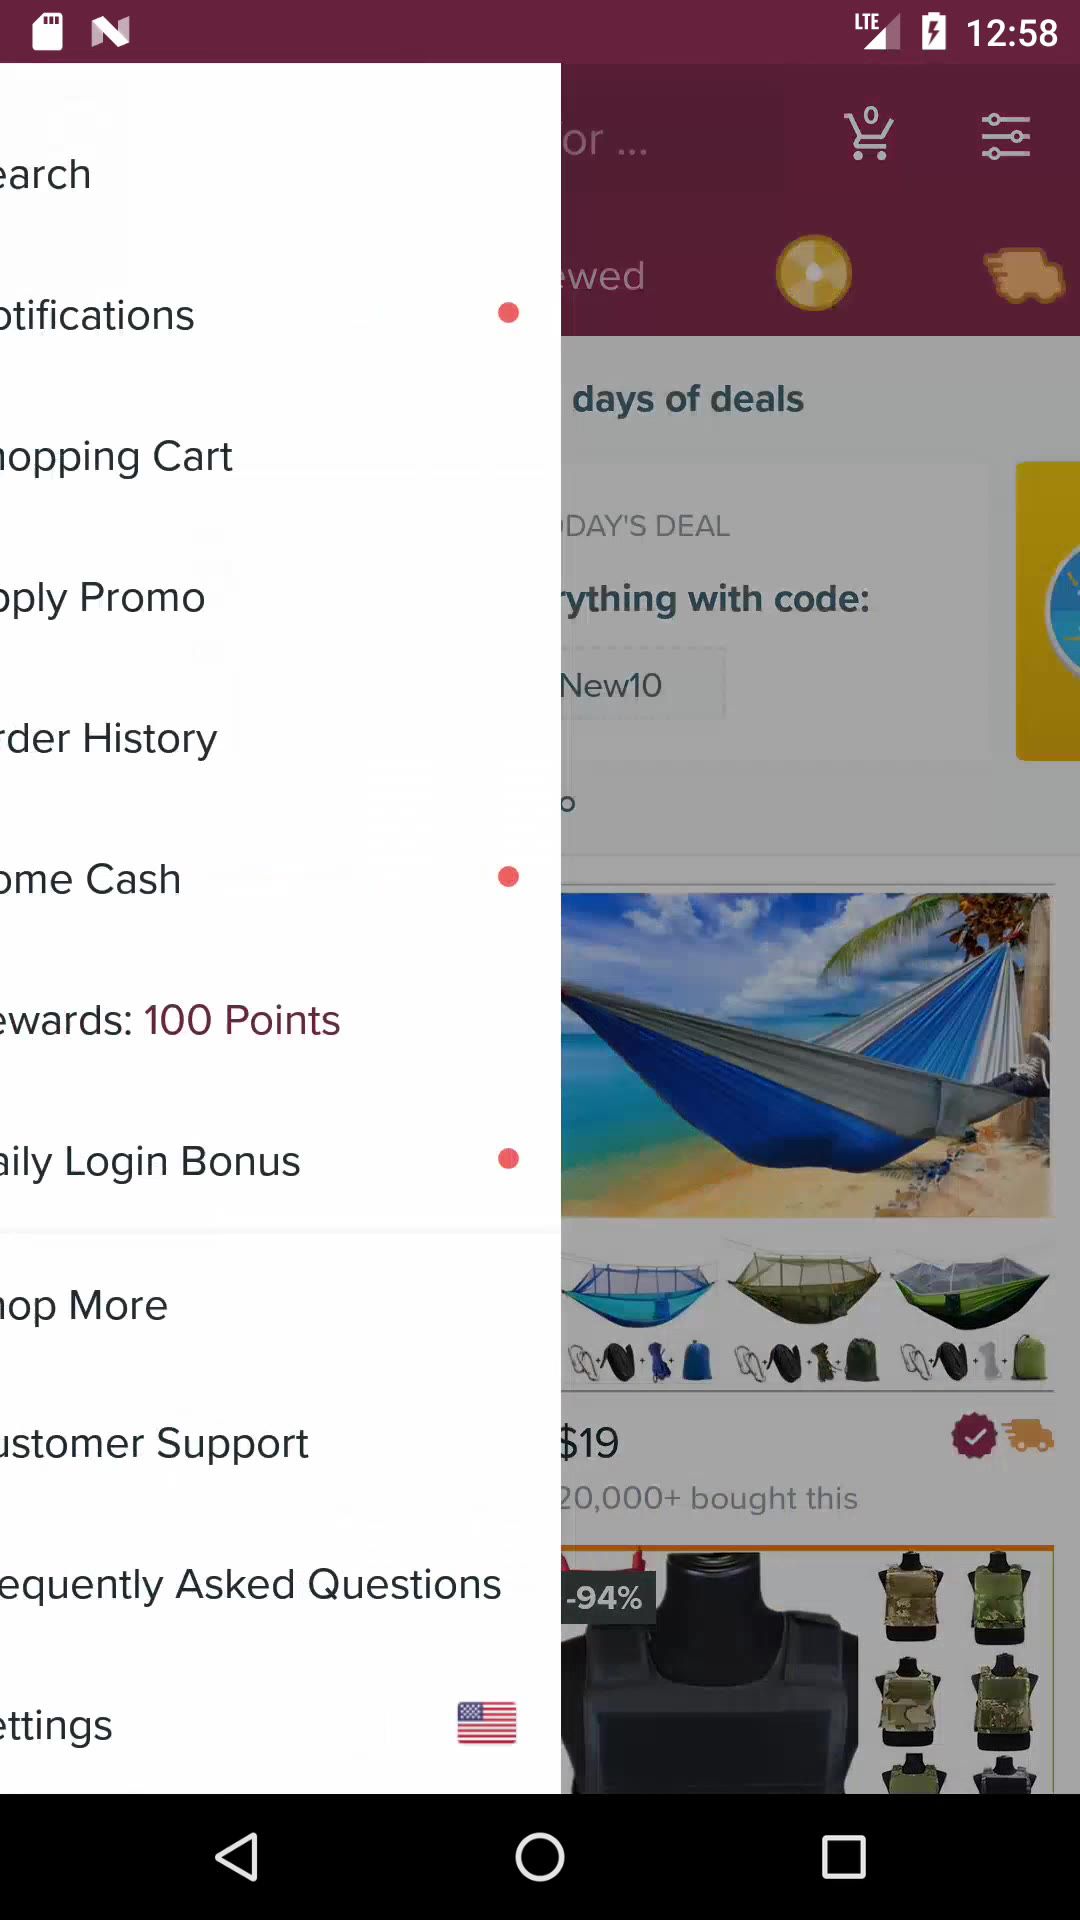 LTE 12:58
earch
or ...
0
otifications
ewed
days of deals
hopping Cart
DAY'S DEAL
pply Promo
rything with code:
New10
rder History
o
ome Cash
ewards: 100 Points
aily Login Bonus
hop More
ustomer Support
$19
20,000+ bought this
equently Asked Questions
-94%
ettings